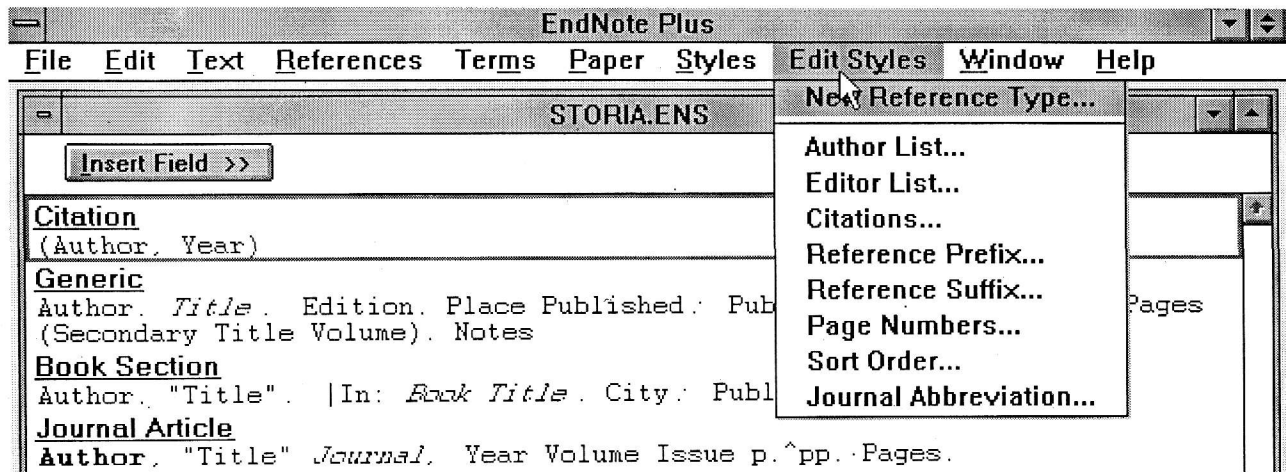 EndNote Plus
File Edit Text References Terms Paper Styles Edit Styles Window Help
STORIA.ENS
Insert Field >>
New Reference Type...
Author List...
Editor List...
Citations...
Reference Prefix...
Reference Suffix...
Page Numbers...
Sort Order...
Journal Abbreviation...
Citation
(Author, Year)
Generic
Author. Title. Edition. Place Published: Pub Pages
(Secondary Title Volume). Notes
Book Section
Author. "Title". |In: Book Title. City: Publ
Journal Article
Author, "Title" Journal, Year Volume Issue p.^pp. Pages.